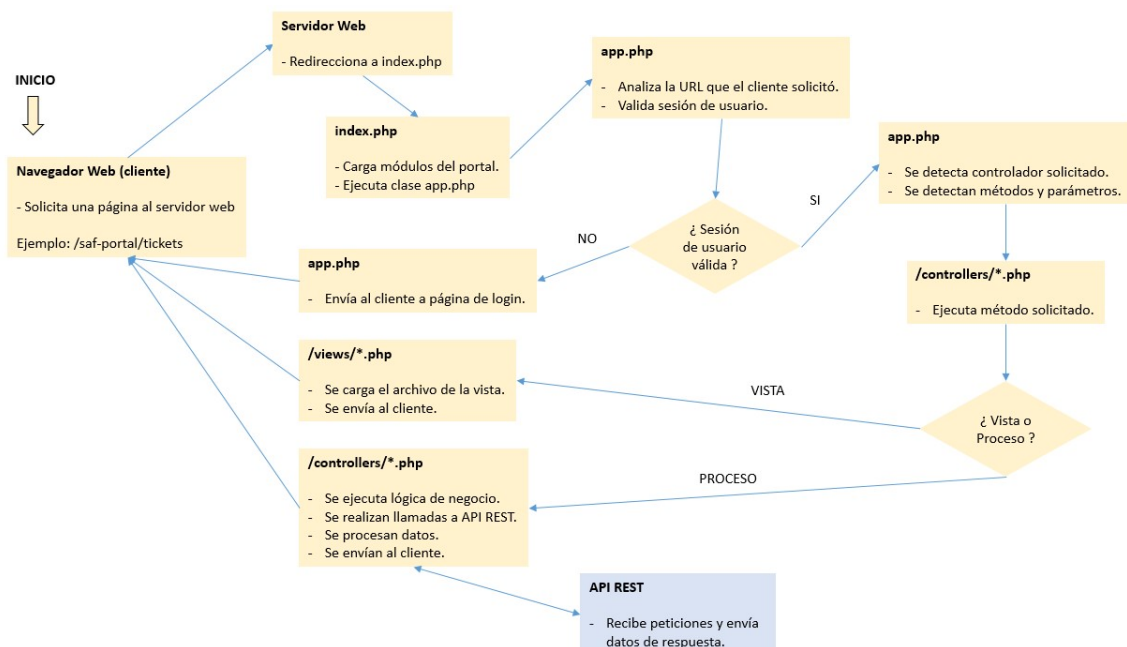 INICIO
Navegador Web (cliente)
- Solicita una página al servidor web
Ejemplo: /saf-portal/tickets
Servidor Web
- Redirecciona a index.php
index.php
- Carga módulos del portal.
- Ejecuta clase app.php
app.php
- Analiza la URL que el cliente solicitó.
- Valida sesión de usuario.
¿ Sesión
de usuario
válida ?
NO
SI
app.php
- Envía al cliente a página de login.
app.php
- Se detecta controlador solicitado.
- Se detectan métodos y parámetros.
/controllers/*.php
- Ejecuta método solicitado.
¿ Vista o
Proceso ?
VISTA
/views/*.php
- Se carga el archivo de la vista.
- Se envía al cliente.
PROCESO
/controllers/*.php
- Se ejecuta lógica de negocio.
- Se realizan llamadas a API REST.
- Se procesan datos.
- Se envían al cliente.
API REST
- Recibe peticiones y envía
datos de respuesta.